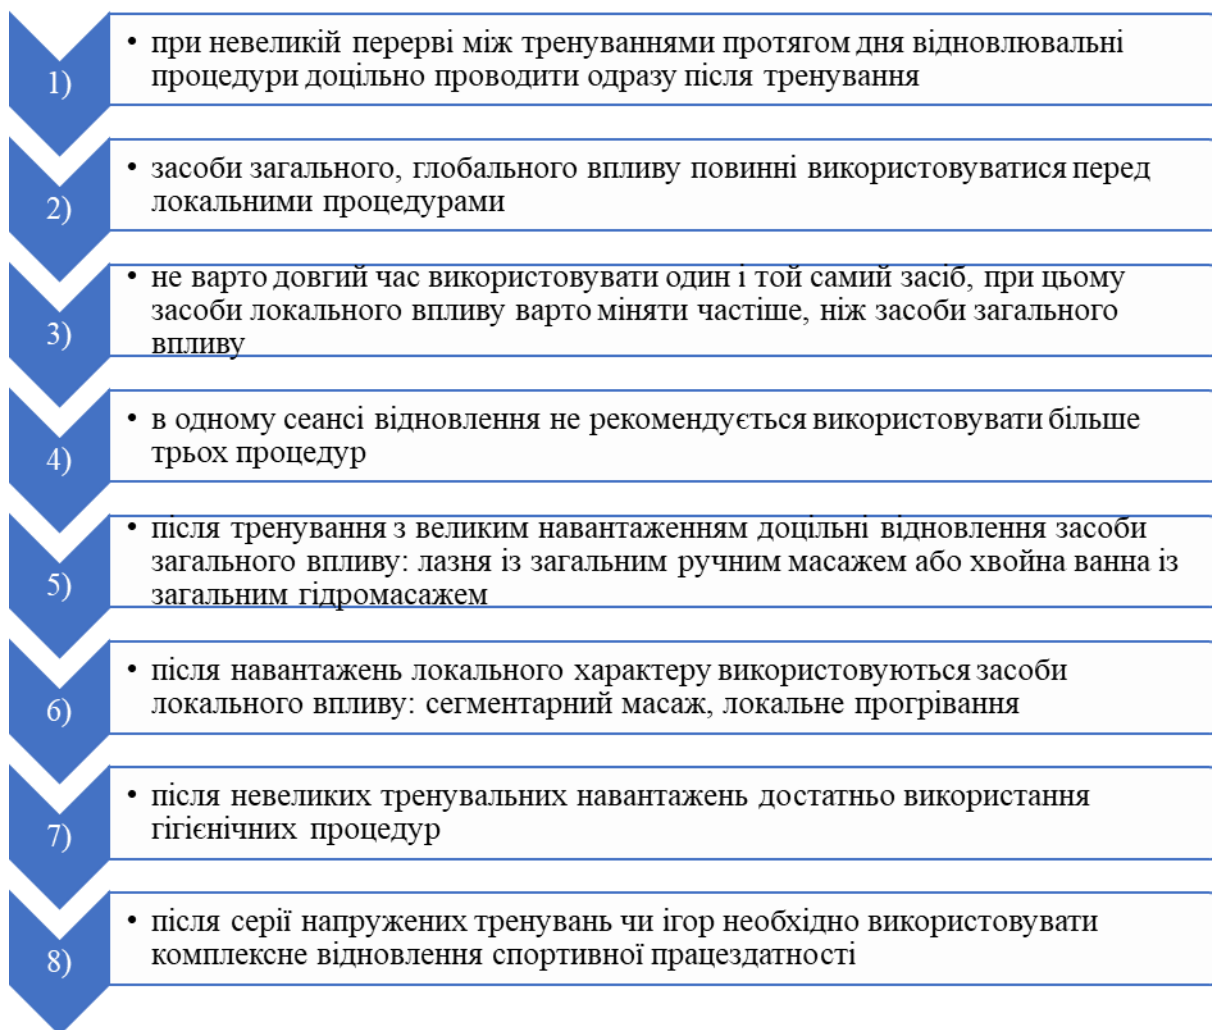 1)
• при невеликій перерві між тренуваннями протягом дня відновлювальні
процедури доцільно проводити одразу після тренування
2)
• засоби загального, глобального впливу повинні використовуватися перед
локальними процедурами
3)
• не варто довгий час використовувати один і той самий засіб, при цьому
засоби локального впливу варто міняти частіше, ніж засоби загального
впливу
4)
• в одному сеансі відновлення не рекомендується використовувати більше
трьох процедур
5)
• після тренування з великим навантаженням доцільні відновлення засоби
загального впливу: лазня із загальним ручним масажем або хвойна ванна із
загальним гідромасажем
6)
• після навантажень локального характеру використовуються засоби
локального впливу: сегментарний масаж, локальне прогрівання
7)
• після невеликих тренувальних навантажень достатньо використання
гігієнічних процедур
8)
• після серії напружених тренувань чи ігор необхідно використовувати
комплексне відновлення спортивної працездатності